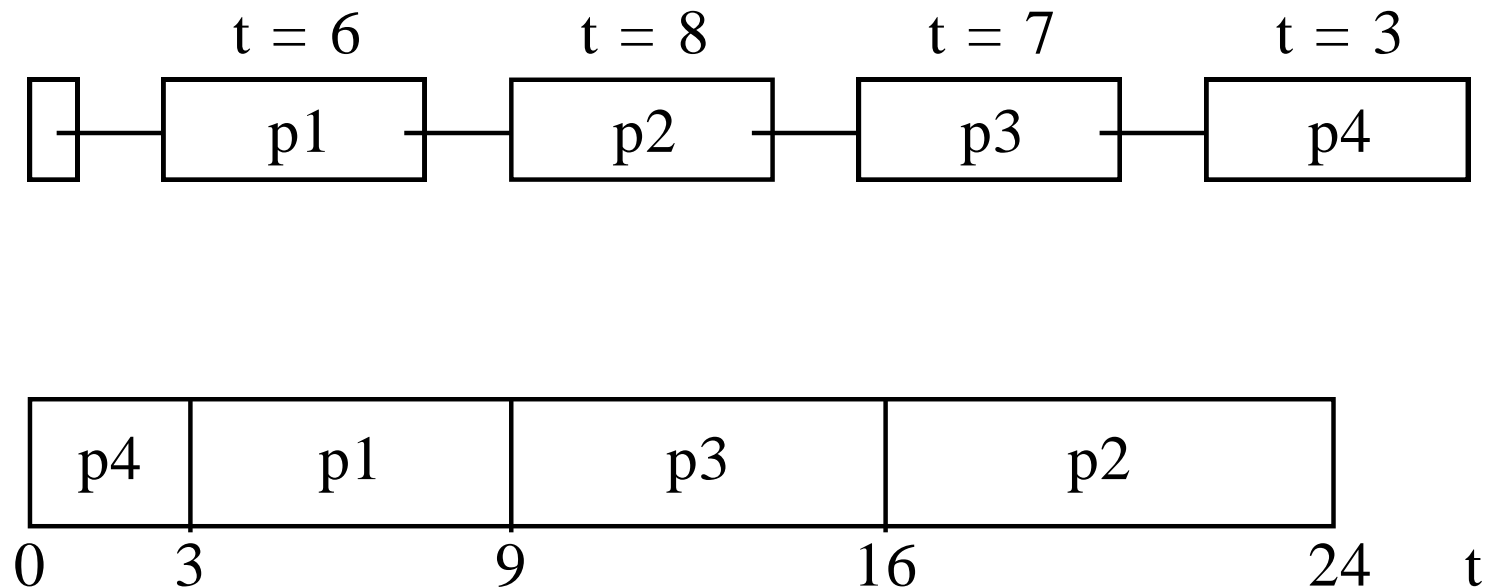 t = 6 t = 8 t = 7 t = 3
p1 p2 p3 p4
p4 p1 p3 p2
0 3 9 16 24 t